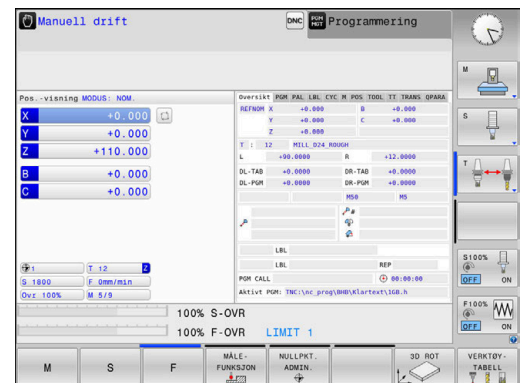 Manuell drift
DNC PGM MGT Programmering
Pos.-visning MODUS: NOM.
X +0.000
Y +0.000
Z +110.000
B +0.000
C +0.000
1 T 12 Z
S 1800 F 0mm/min
Ovr 100% M 5/9
Oversikt PGM PAL LBL CYC M POS TOOL TT TRANS QPARA
REFNOM X +0.000 B +0.000
Y +0.000 C +0.000
Z +0.000
T : 12 MILL_D24_ROUGH
L +90.0000 R +12.0000
DL-TAB +0.0000 DR-TAB +0.0000
DL-PGM +0.0000 DR-PGM +0.0000
M50 M5
P#
LBL
LBL REP
PGM CALL 00:00:00
Aktivt PGM: TNC:\nc_prog\BHB\Klartext\1GB.h
100% S-OVR
100% F-OVR LIMIT 1
M
S
T
S100%
OFF ON
F100%
OFF ON
M
S
F
MÅLE-
FUNKSJON
NULLPKT.
ADMIN.
3D ROT
VERKTØY-
TABELL